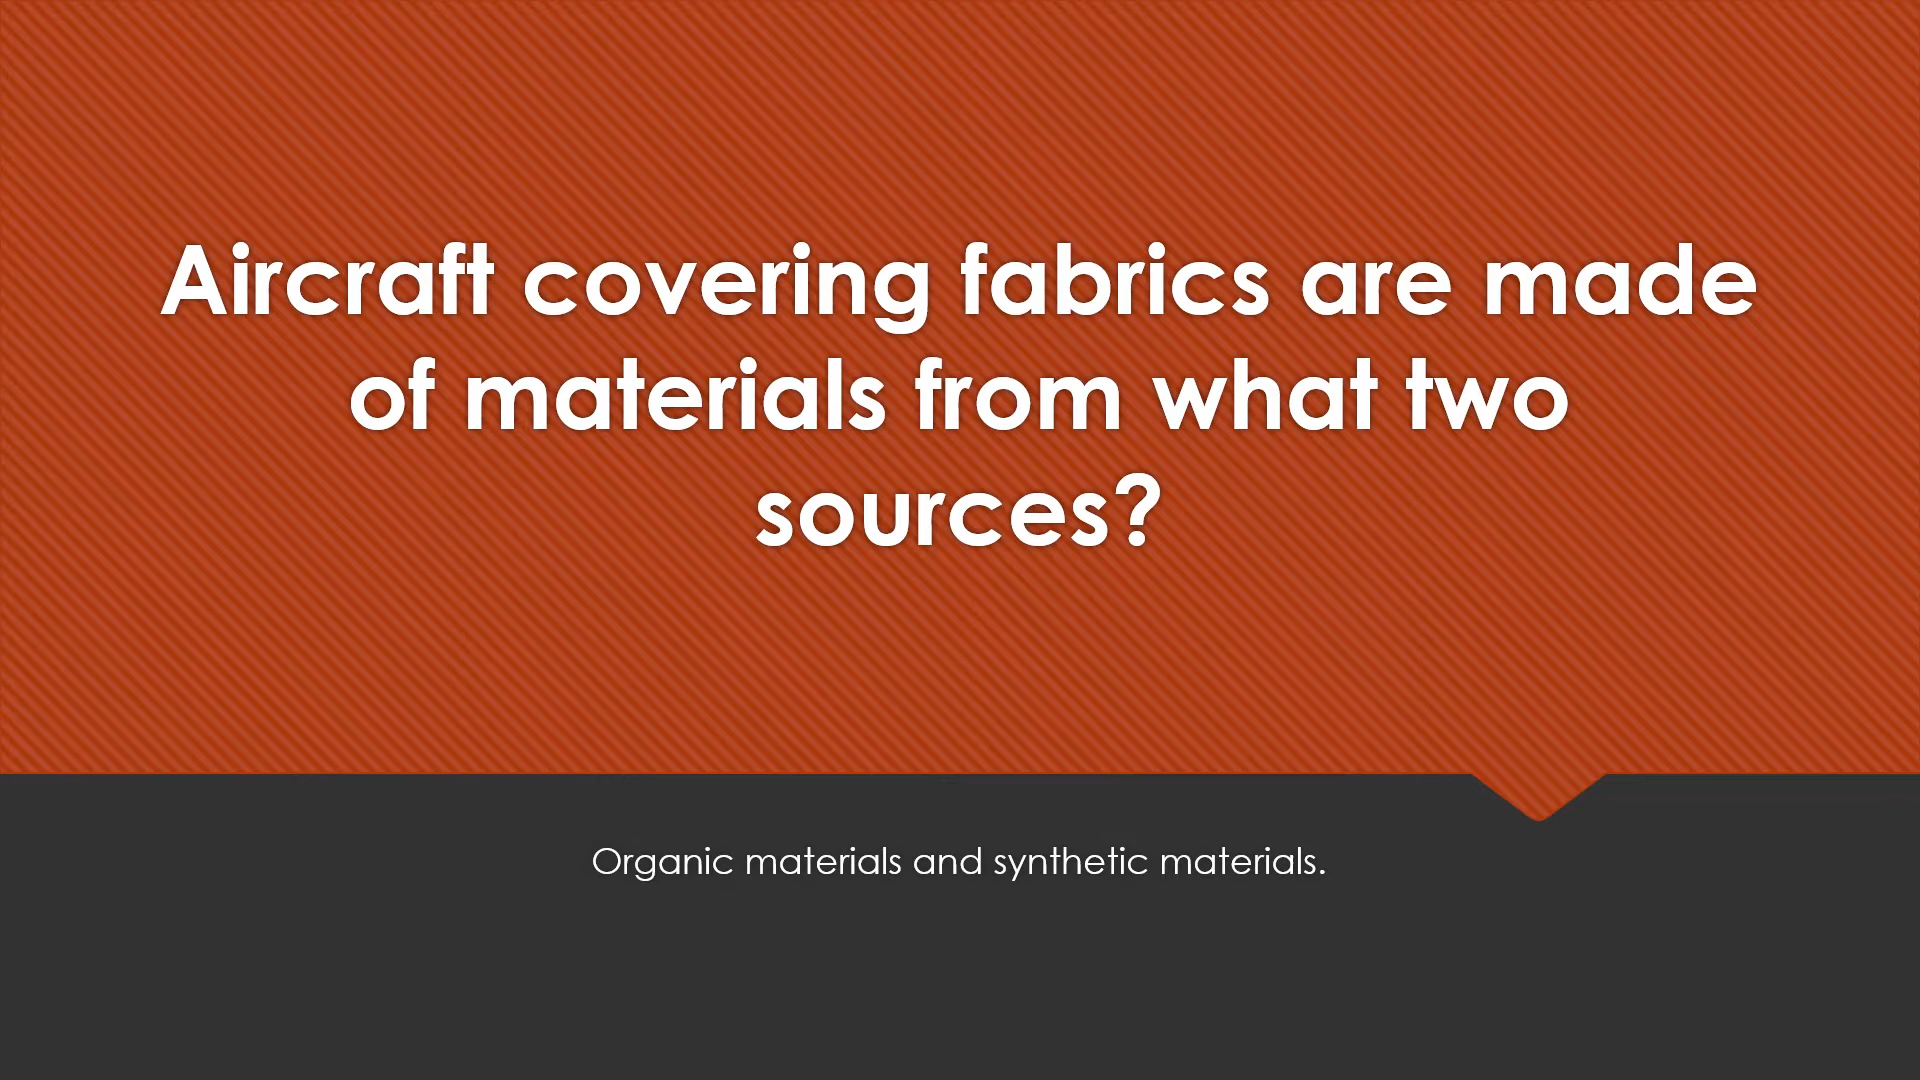 Aircraft covering fabrics are made
of materials from what two
sources?
Organic materials and synthetic materials.